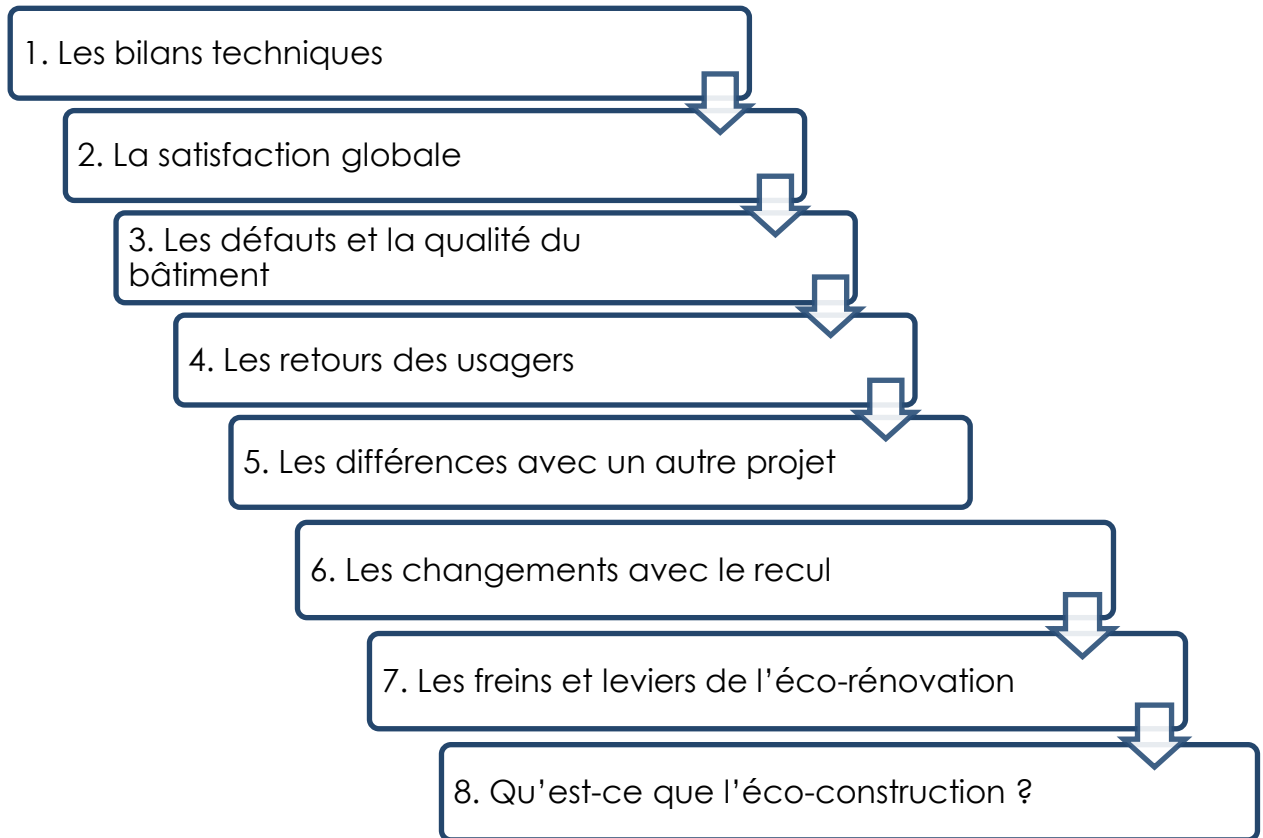 1. Les bilans techniques
2. La satisfaction globale
3. Les défauts et la qualité du
bâtiment
4. Les retours des usagers
5. Les différences avec un autre projet
6. Les changements avec le recul
7. Les freins et leviers de l’éco-rénovation
8. Qu’est-ce que l’éco-construction ?